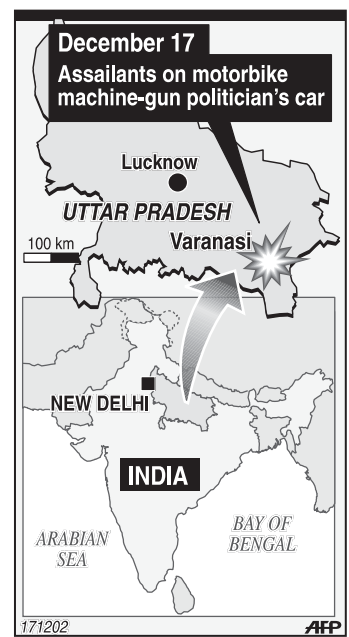 December 17
Assailants on motorbike
machine-gun politician's car
Lucknow
UTTAR PRADESH
Varanasi
100 km
NEW DELHI
INDIA
ARABIAN
SEA
BAY OF
BENGAL
171202
AFP